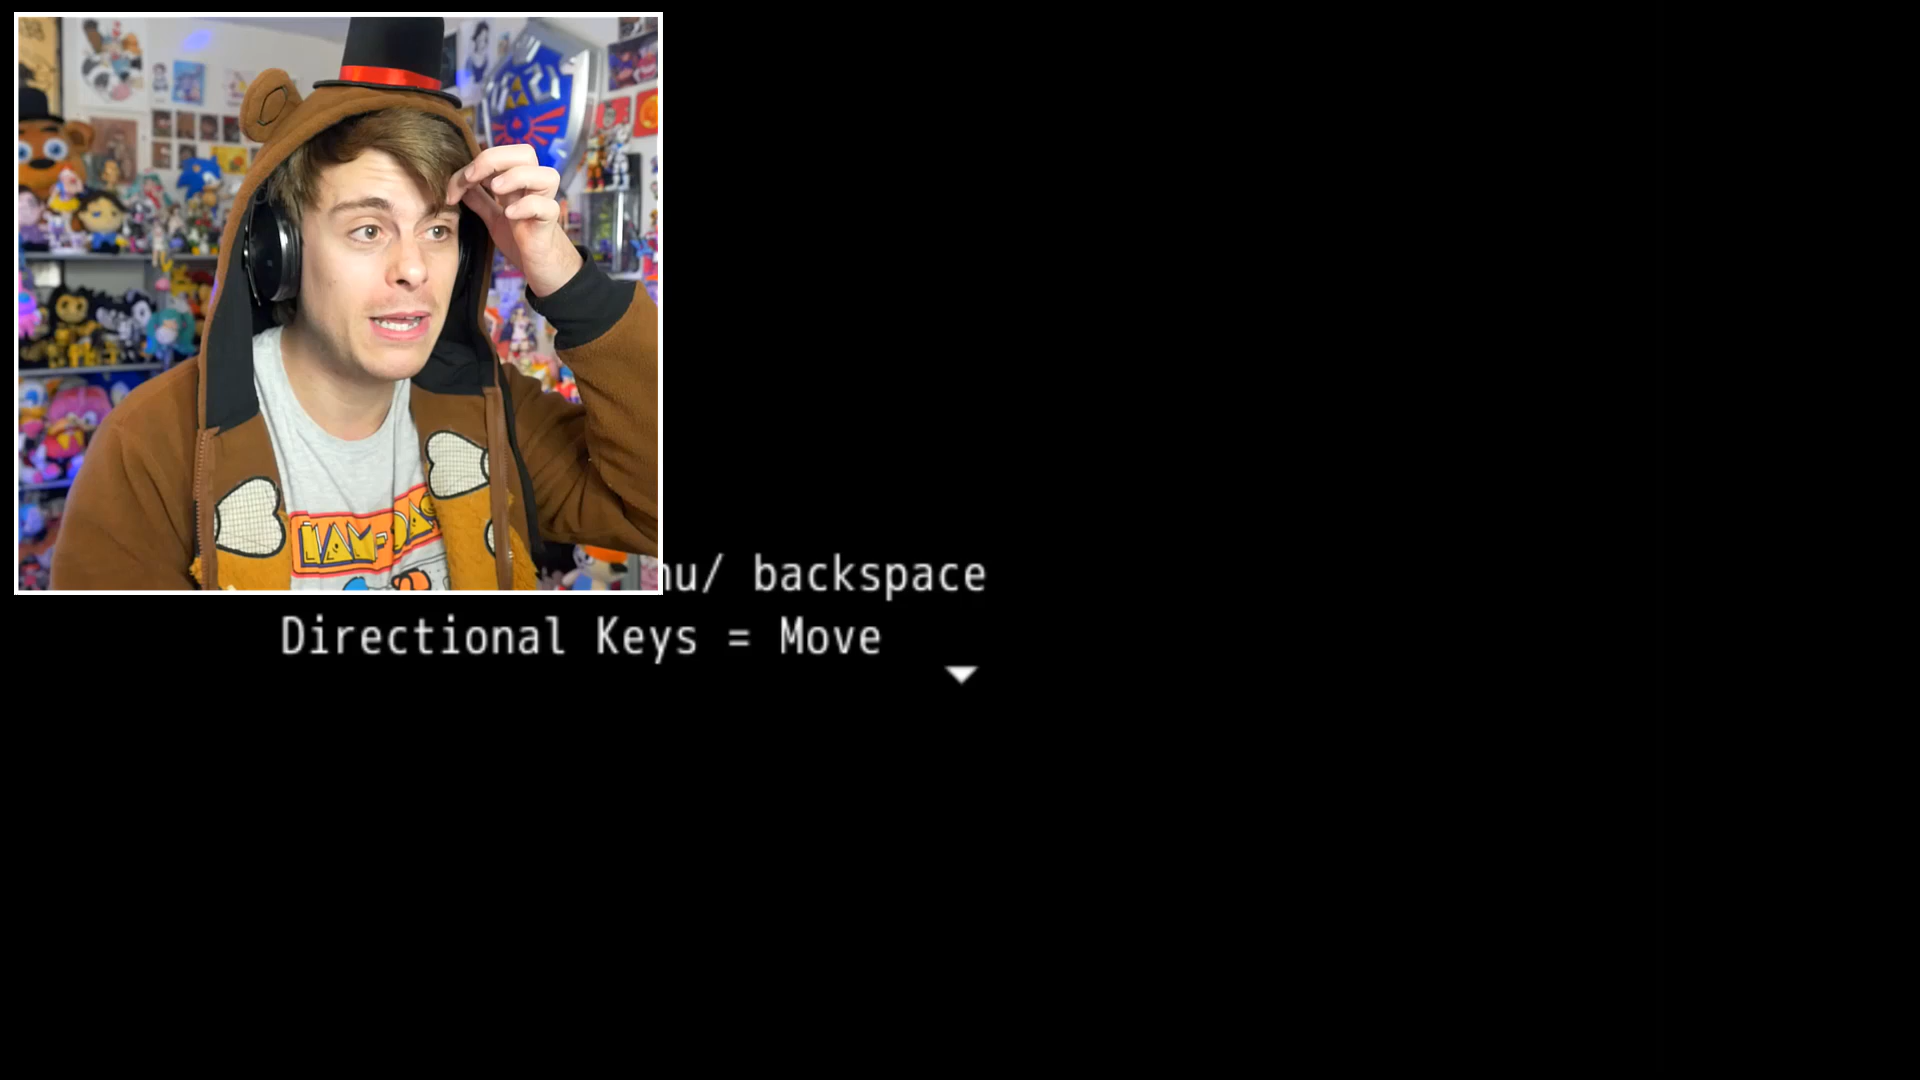 / backspace
Directional Keys = Move